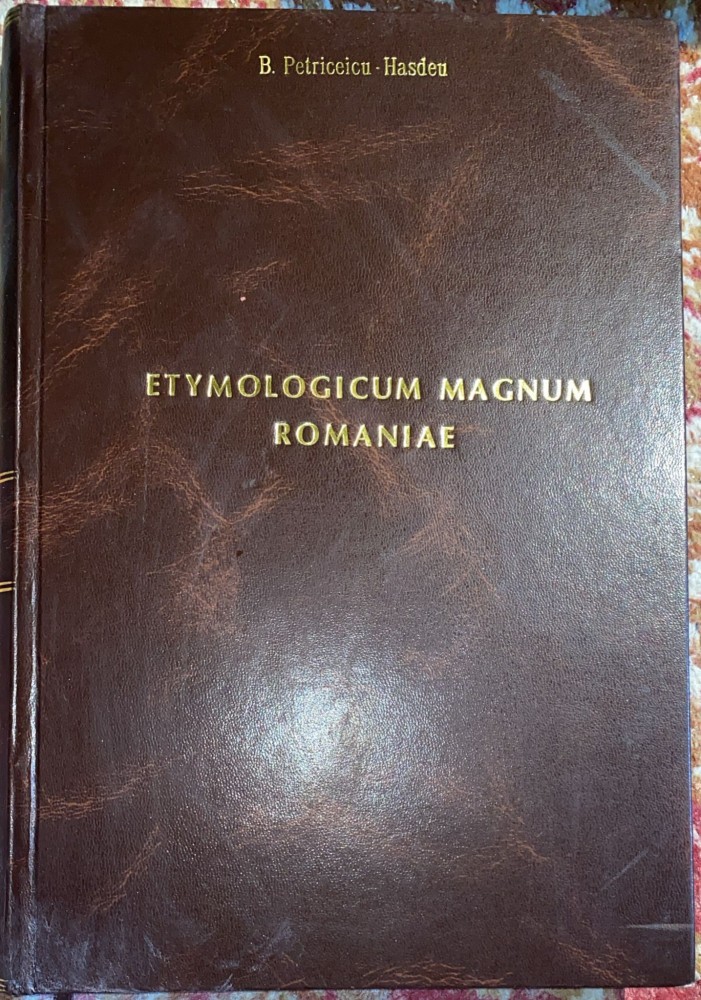 B. Petriceicu - Hasdeu
ETYMOLOGICUM MAGNUM
ROMANIAE